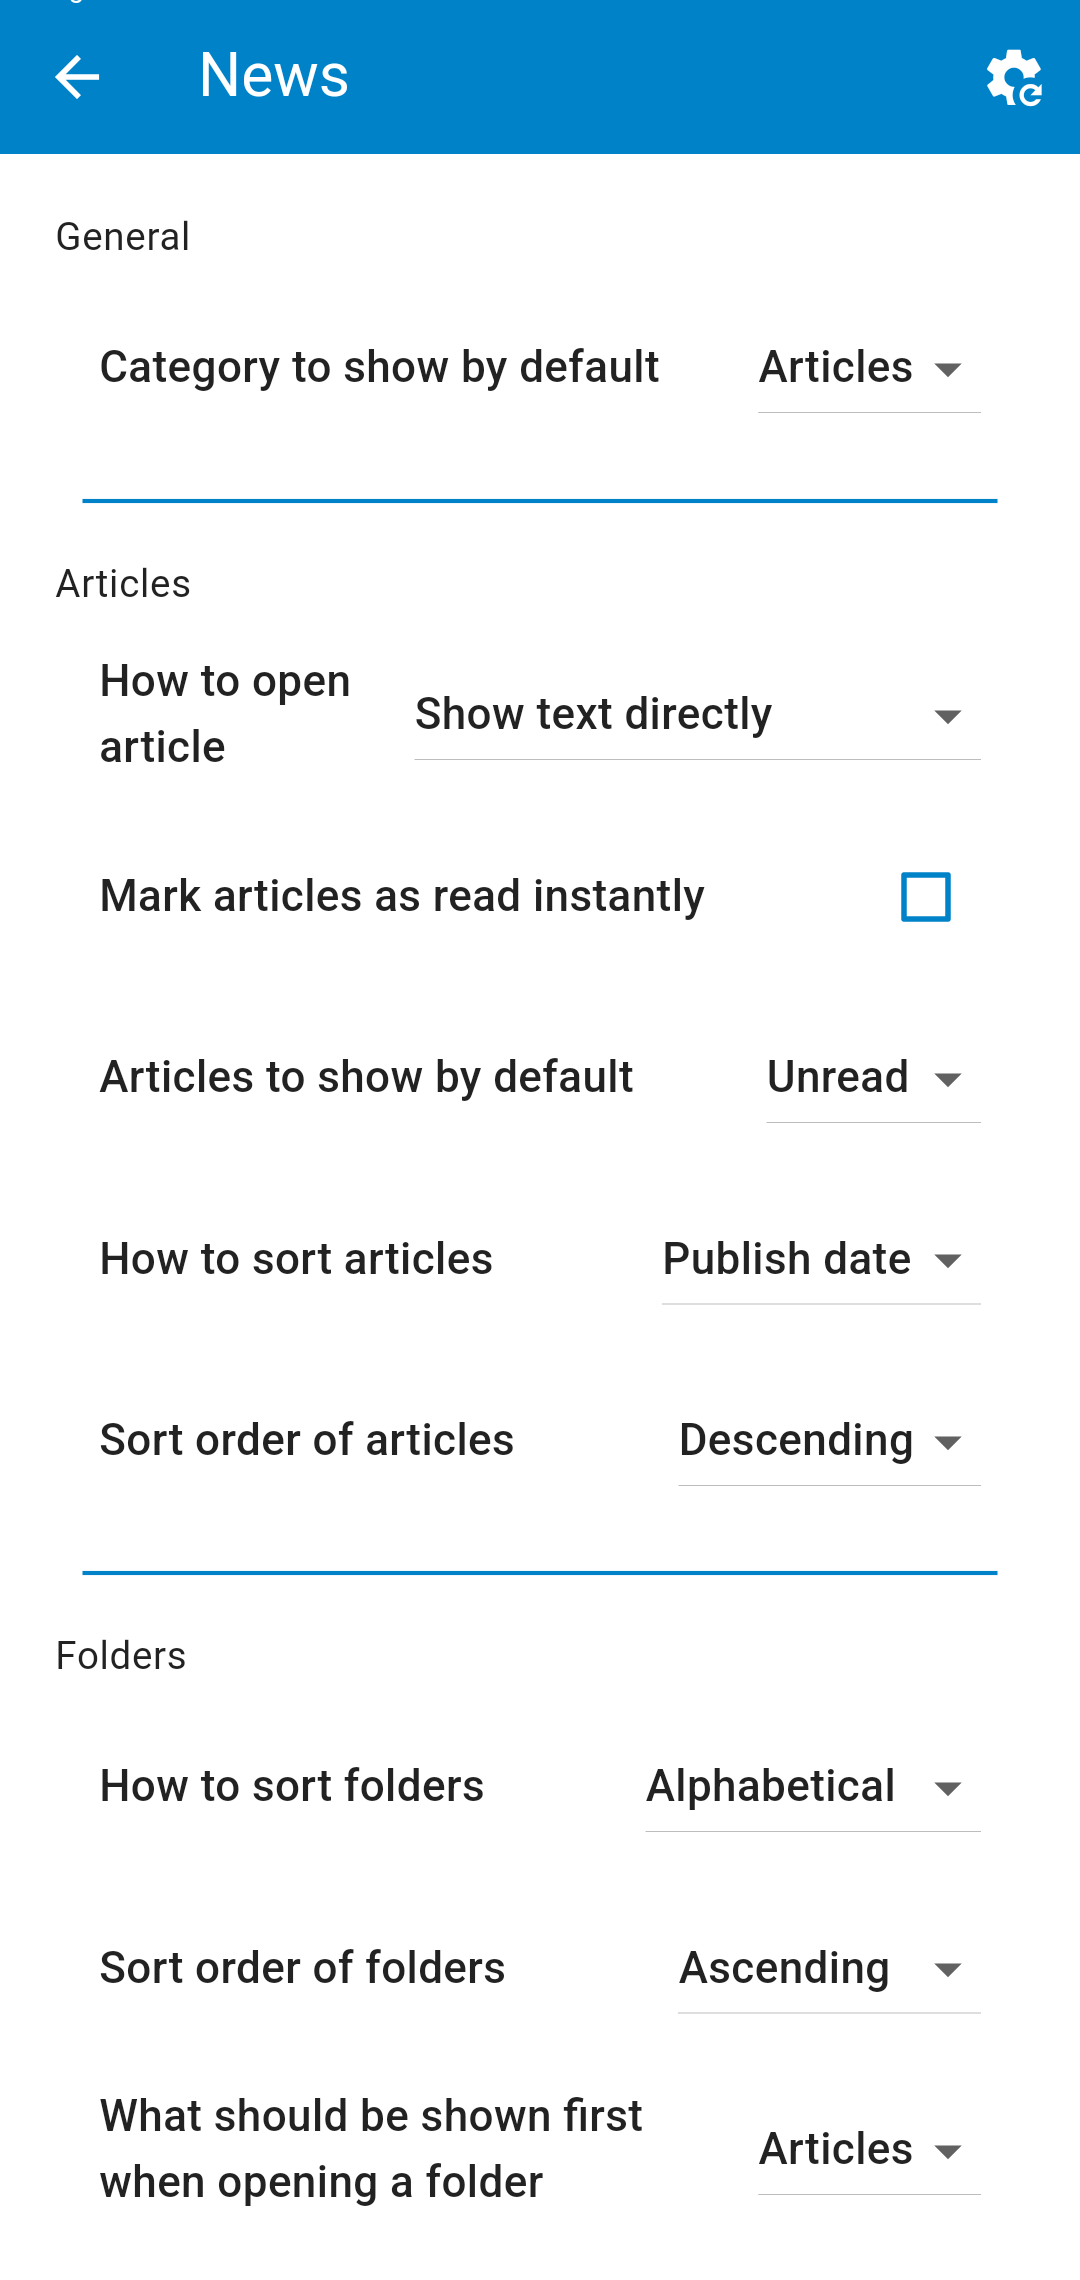 News
General
Category to show by default Articles
Articles
How to open
article
Show text directly
Mark articles as read instantly
Articles to show by default Unread
How to sort articles Publish date
Sort order of articles Descending
Folders
How to sort folders Alphabetical
Sort order of folders Ascending
What should be shown first
when opening a folder
Articles